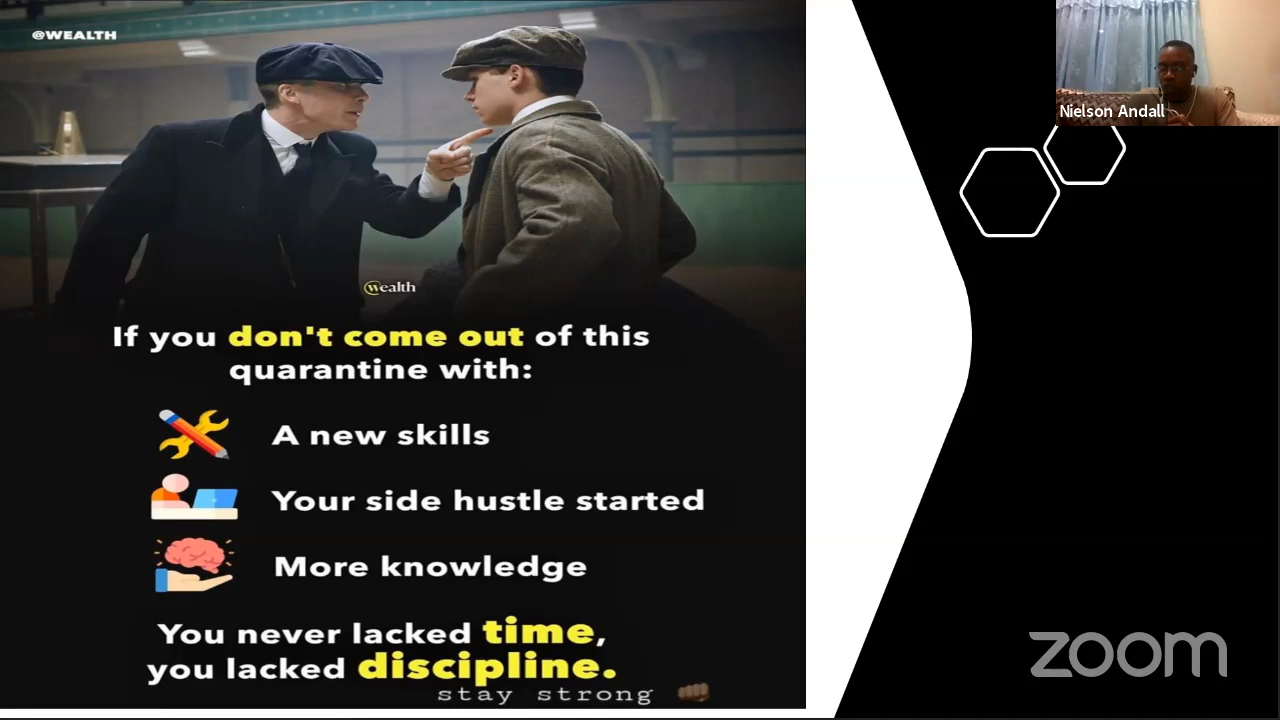 @WEALTH
Nielson Andall
wealth
If you don't come out of this
quarantine with:
A new skills
Your side hustle started
More knowledge
You never lacked time,
you lacked discipline.
stay strong
zoom